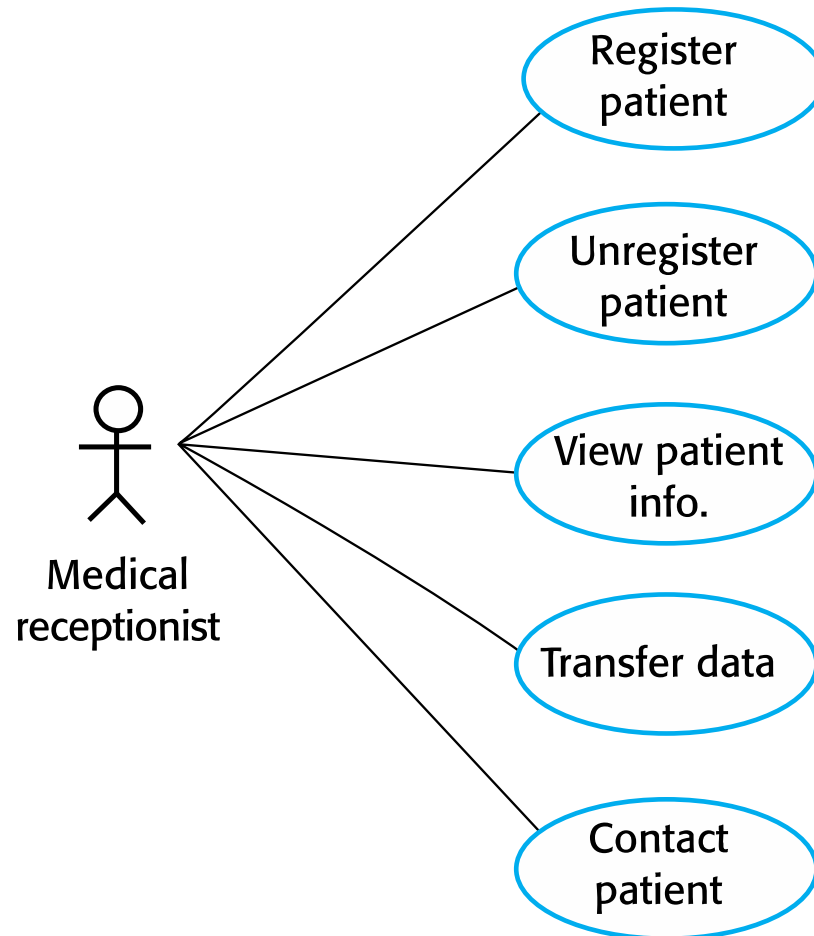 Register
patient
Unregister
patient
View patient
info.
Medical
receptionist
Transfer data
Contact
patient